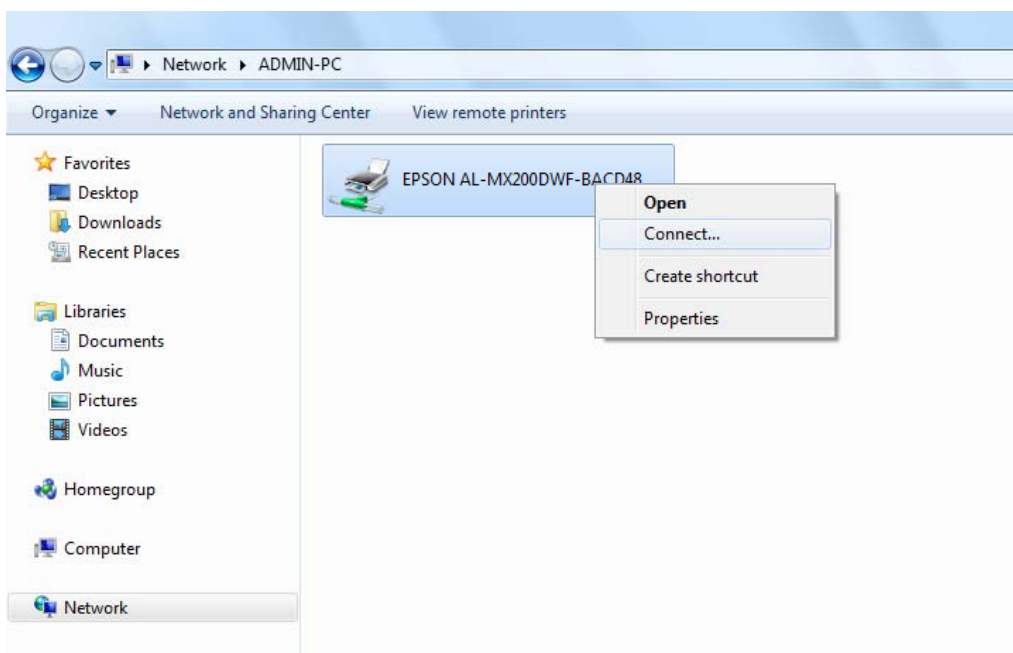 Network ADMIN-PC
Organize Network and Sharing Center View remote printers
Favorites
Desktop
Downloads
Recent Places
Libraries
Documents
Music
Pictures
Videos
Homegroup
Computer
Network
EPSON AL-MX200DWF-BACD48
Open
Connect...
Create shortcut
Properties